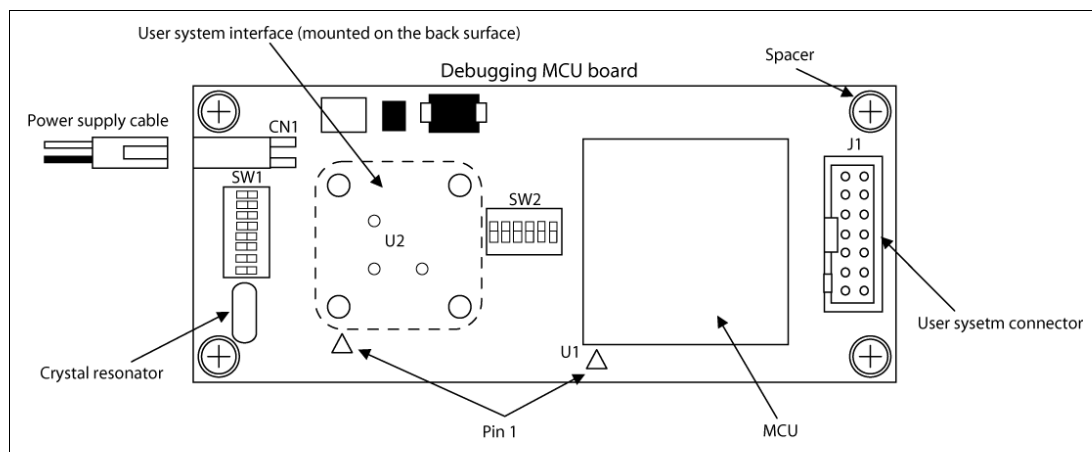 User system interface (mounted on the back surface)
Spacer
Debugging MCU board
Power supply cable
CN1
J1
SW1
SW2
U2
User sysetm connector
U1
Crystal resonator
Pin 1
MCU